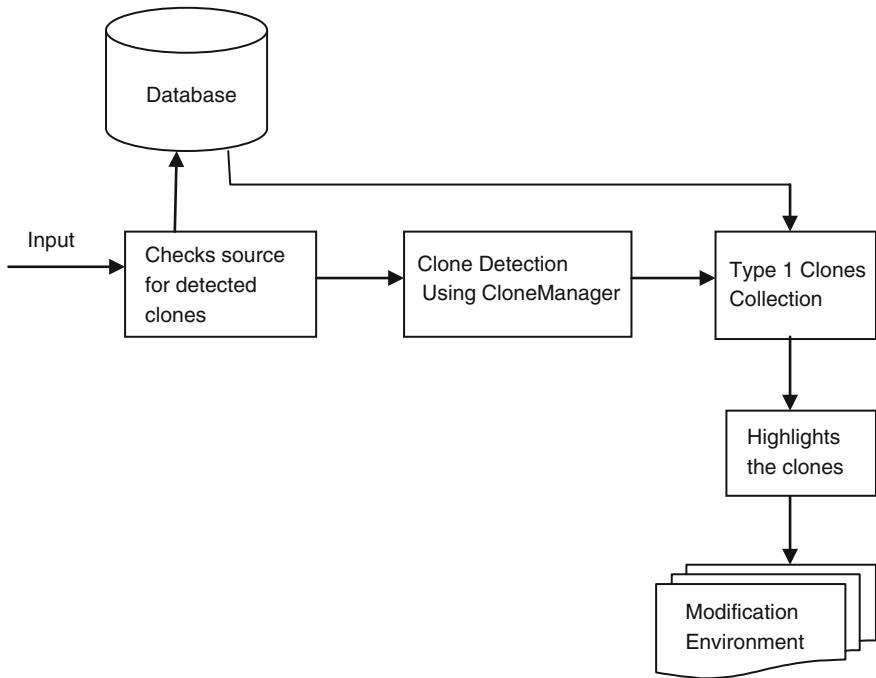 Database
Input
Checks source
for detected
clones
Clone Detection
Using CloneManager
Type 1 Clones
Collection
Highlights
the clones
Modification
Environment